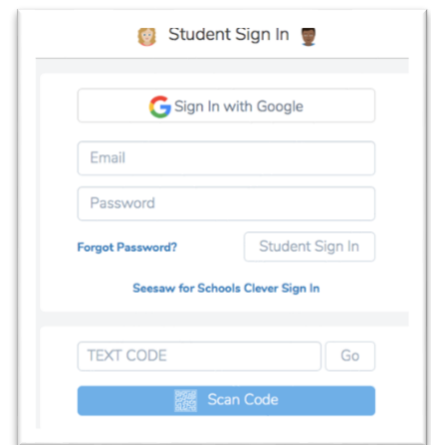 Student Sign In
Sign In with Google
Email
Password
Forgot Password?
Student Sign In
Seesaw for Schools Clever Sign In
TEXT CODE
Go
Scan Code